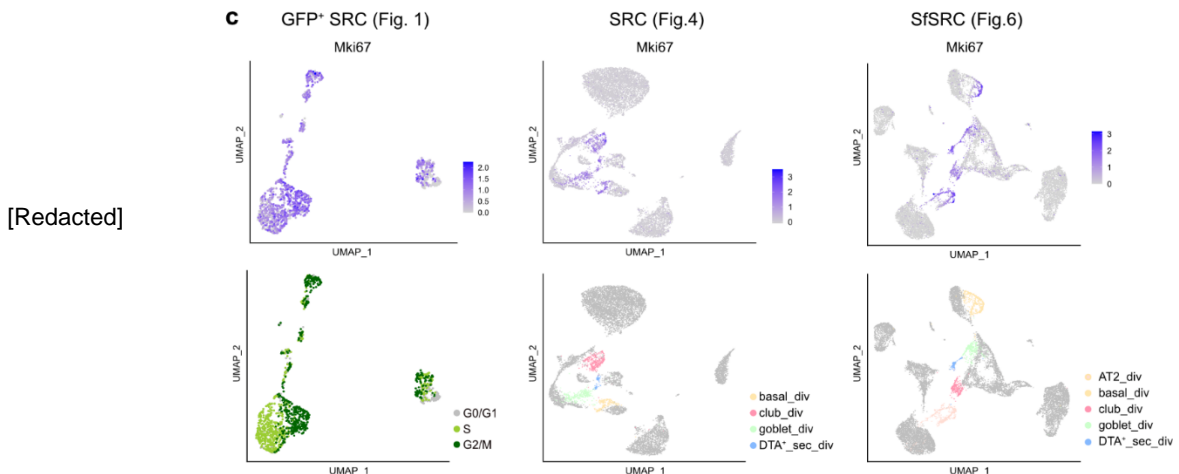 C
GFP⁺ SRC (Fig. 1)
SRC (Fig.4)
SfSRC (Fig.6)
Mki67
Mki67
Mki67
UMAP_2
2.0
1.5
1.0
0.5
0.0
UMAP_1
UMAP_2
3
2
1
0
UMAP_1
UMAP_2
3
2
1
0
UMAP_1
[Redacted]
UMAP_2
G0/G1
S
G2/M
UMAP_1
UMAP_2
basal_div
club_div
goblet_div
DTA⁺_sec_div
UMAP_1
UMAP_2
AT2_div
basal_div
club_div
goblet_div
DTA⁺_sec_div
UMAP_1